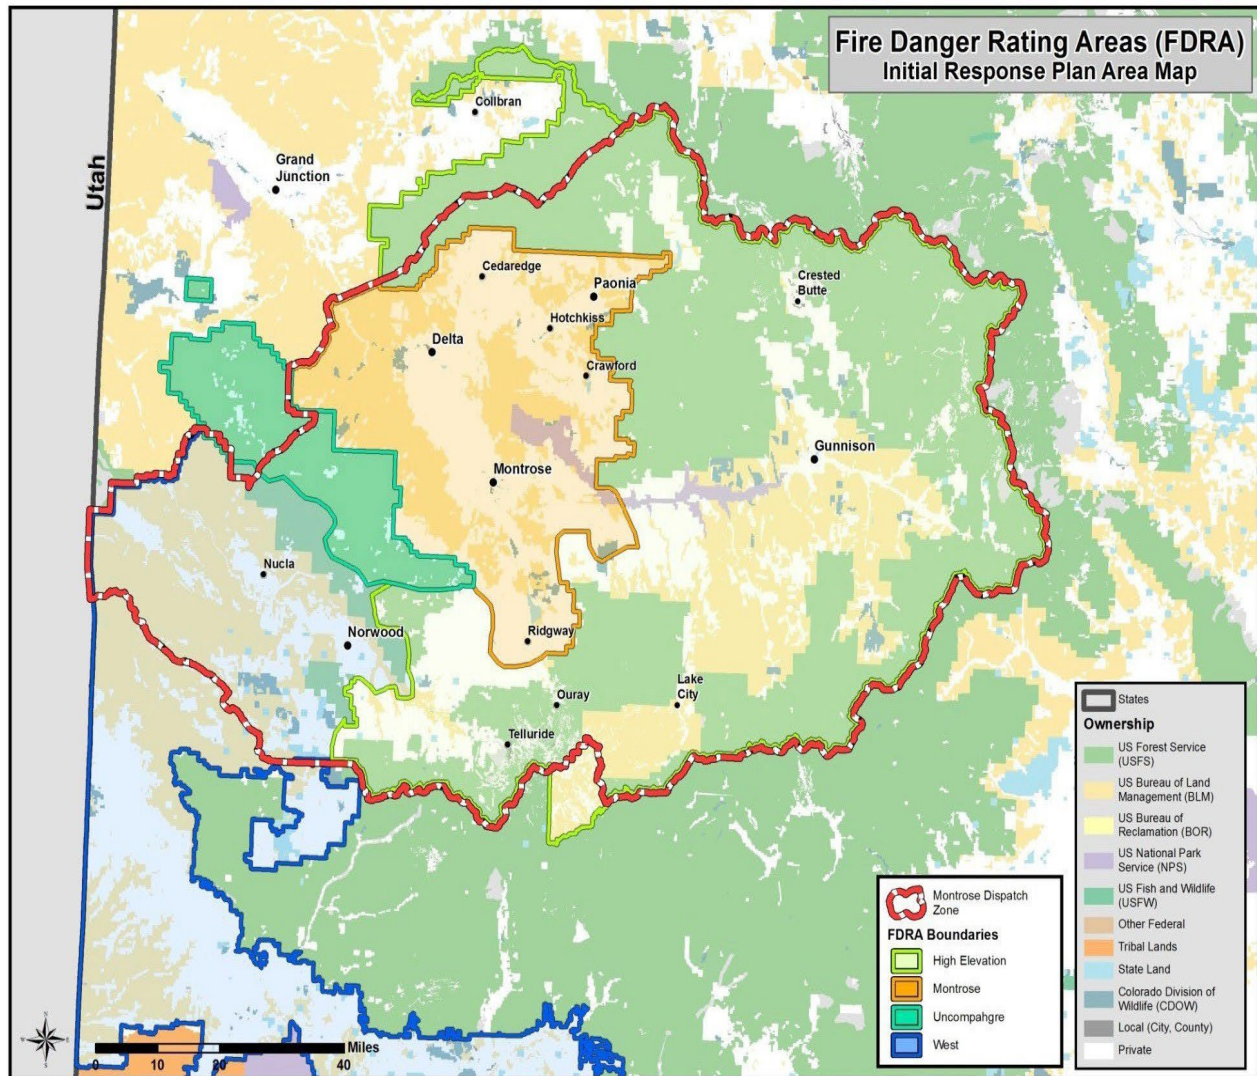 Fire Danger Rating Areas (FDRA)
Initial Response Plan Area Map
Utah
Collbran
Grand
Junction
Cedaredge
Paonia
Hotchkiss
Delta
Crawford
Crested
Butte
Gunnison
Montrose
Nucla
Norwood
Ridgway
Ouray
Lake
City
Telluride
States
Ownership
US Forest Service
(USFS)
US Bureau of Land
Management (BLM)
US Bureau of
Reclamation (BOR)
US National Park
Service (NPS)
US Fish and Wildlife
(USFW)
Other Federal
Tribal Lands
State Land
Colorado Division of
Wildlife (CDOW)
Local (City, County)
Private
Montrose Dispatch
Zone
FDRA Boundaries
High Elevation
Montrose
Uncompahgre
West
Miles
0 10 20 40